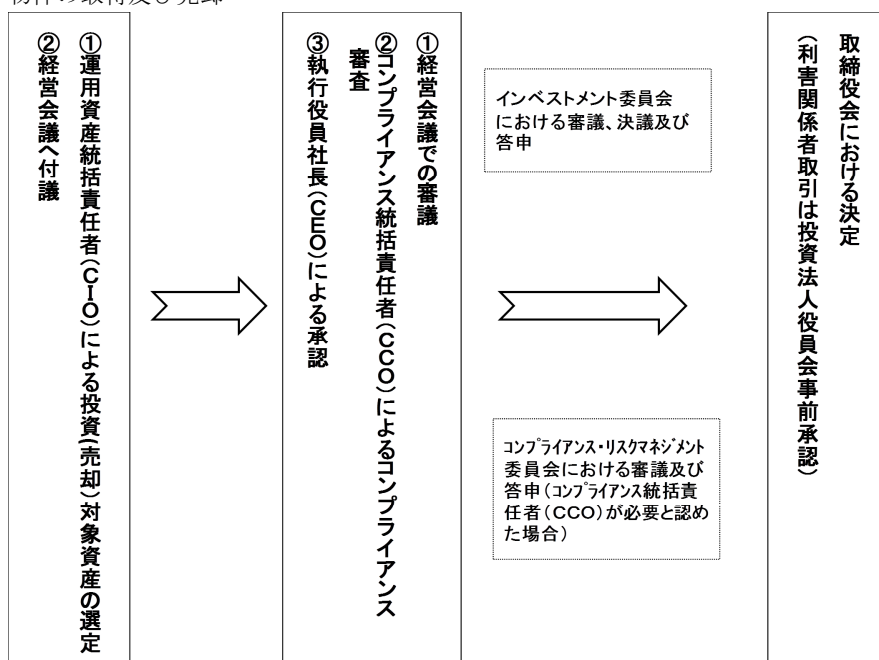 物件の取得及び売却
①運用資産統括責任者(CIO)による投資(売却)対象資産の選定
②経営会議へ付議
①経営会議での審議
②コンプライアンス統括責任者(CCO)によるコンプライアンス
審査
③執行役員社長(CEO)による承認
インベストメント委員会
における審議、決議及び
答申
コンプライアンス・リスクマネジメント
委員会における審議及び
答申(コンプライアンス統括責
任者(CCO)が必要と認め
た場合)
取締役会における決定
(利害関係者取引は投資法人役員会事前承認)